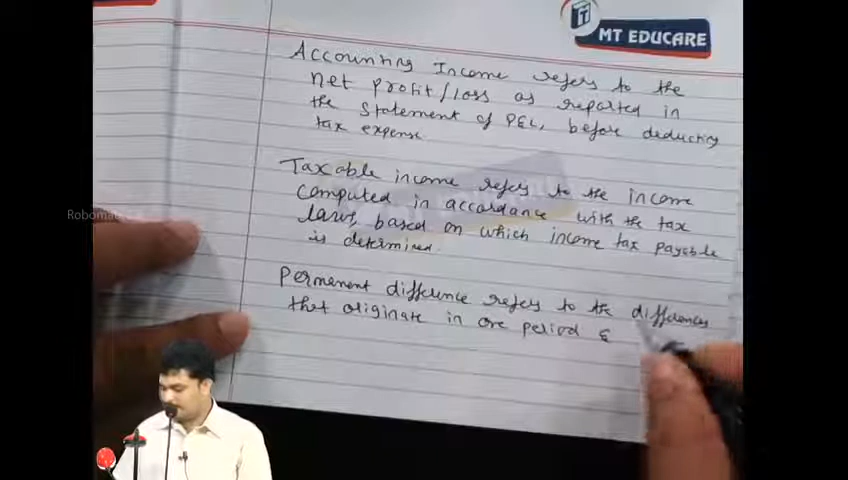 MT EDUCARE
Accounting Income refers to the
net profit/loss as reported in
the statement of P&L, before deducting
tax expense.
Taxable income refers to the income
computed in accordance with the tax
laws, based on which income tax payable
is determined.
Permenent difference refers to the differences
that originate in one period &